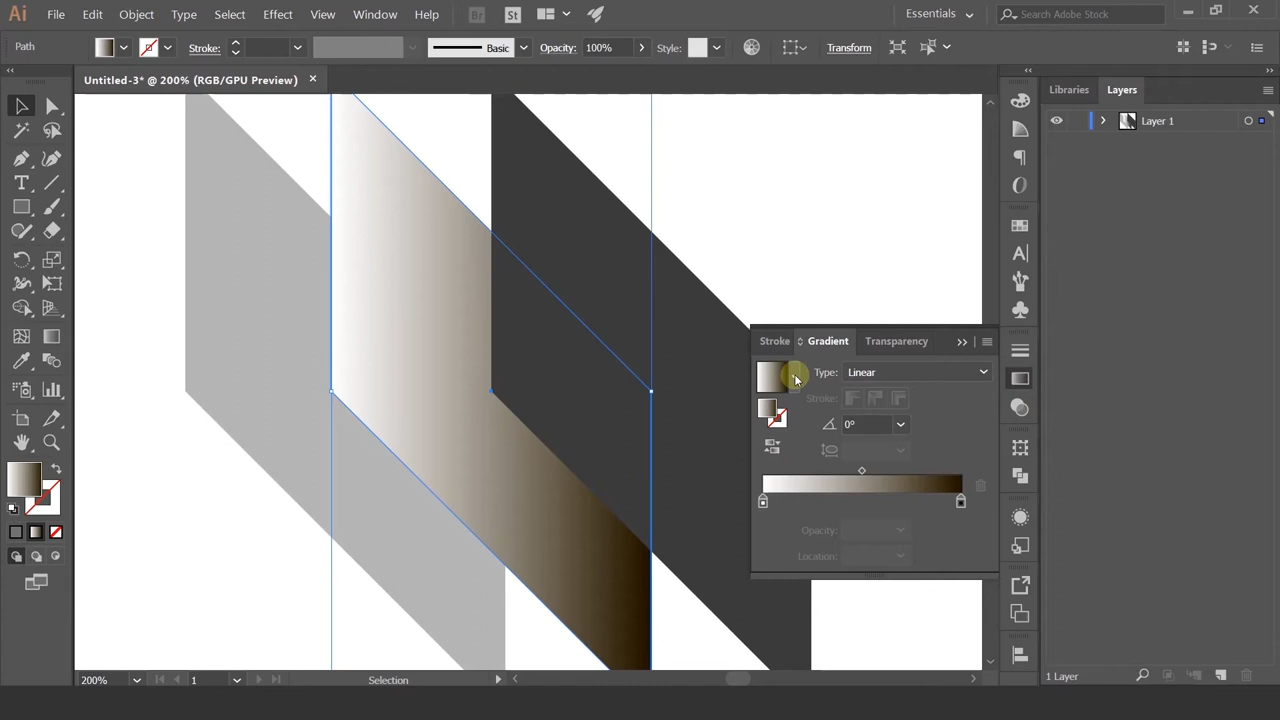 Ai File Edit Object Type Select Effect View Window Help Br St Essentials Search Adobe Stock
Path Stroke: Basic Opacity: 100% Style: Transform
Untitled-3* @ 200% (RGB/GPU Preview)
Libraries Layers
Layer 1
Stroke Gradient Transparency
Type: Linear
Stroke:
0°
Opacity:
Location:
200% 1 Selection
1 Layer